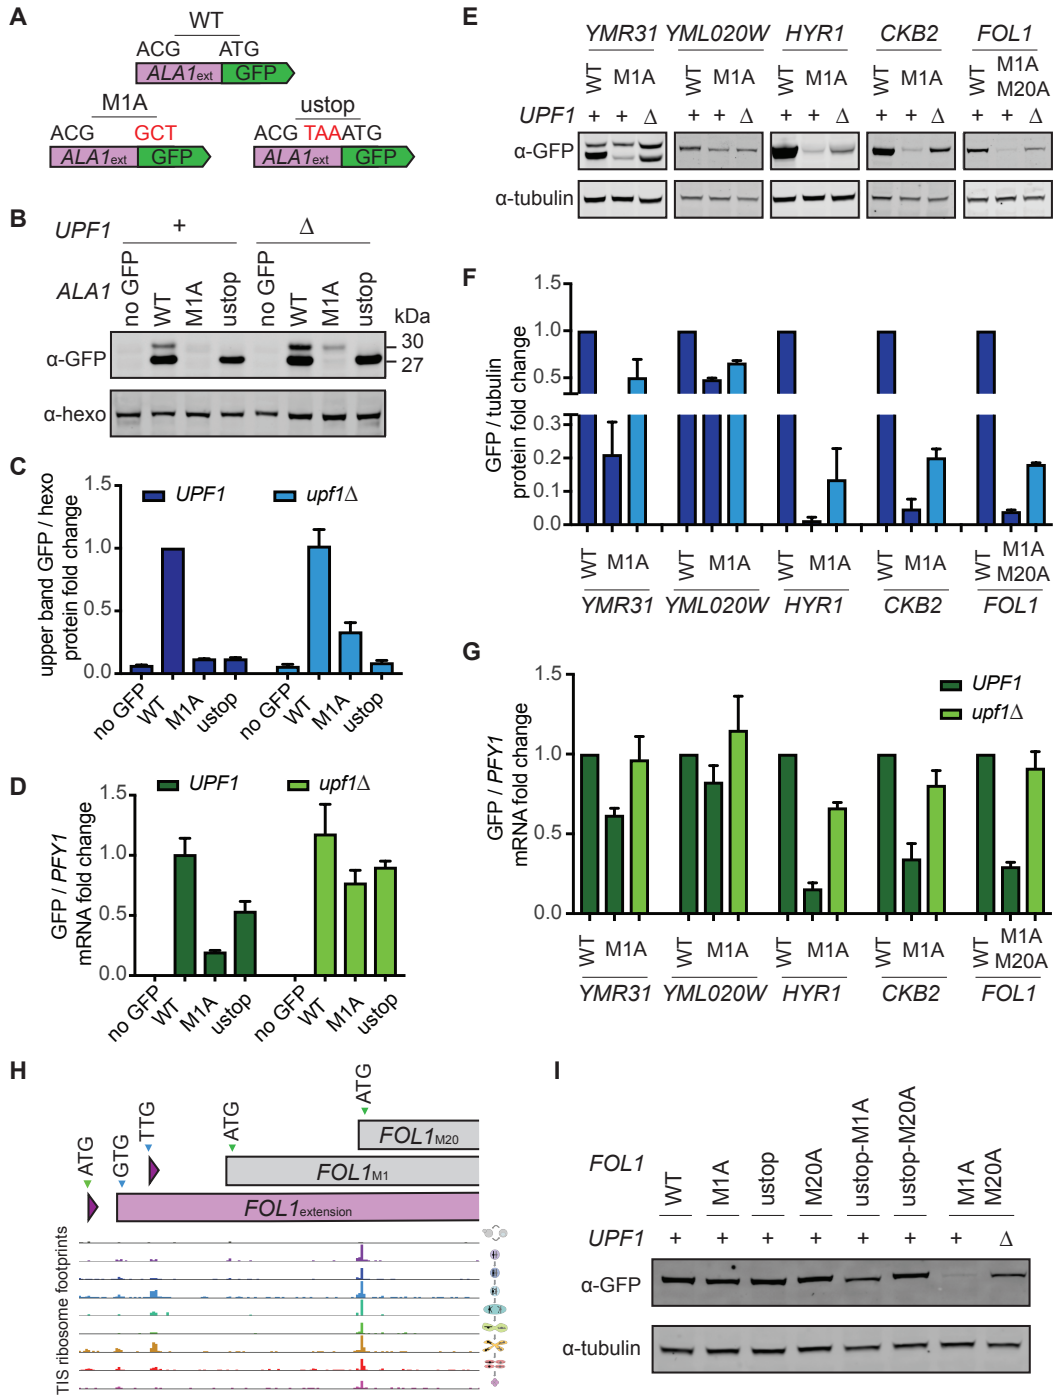 A
WT
ACG ATG
ALA1ext GFP
M1A
ACG GCT
ALA1ext GFP
ustop
ACG TAAATG
ALA1ext GFP
B
UPF1 + Δ
ALA1 no GFP WT M1A ustop no GFP WT M1A ustop
kDa
α-GFP
30
27
α-hexo
C
upper band GFP / hexo
protein fold change
1.5
1.0
0.5
0.0
UPF1 upf1Δ
no GFP WT M1A ustop no GFP WT M1A ustop
D
GFP / PFY1
mRNA fold change
1.5
1.0
0.5
0.0
UPF1 upf1Δ
no GFP WT M1A ustop no GFP WT M1A ustop
E
YMR31 YML020W HYR1 CKB2 FOL1
WT M1A WT M1A WT M1A WT M1A WT M1A M20A
UPF1 + + Δ + + Δ + + Δ + + Δ + + Δ
α-GFP
α-tubulin
F
GFP / tubulin
protein fold change
1.5
1.0
0.5
0.3
0.2
0.1
0.0
WT M1A WT M1A WT M1A WT M1A WT M1A M20A
YMR31 YML020W HYR1 CKB2 FOL1
G
GFP / PFY1
mRNA fold change
1.5
1.0
0.5
0.0
UPF1
upf1Δ
WT M1A WT M1A WT M1A WT M1A WT M1A M20A
YMR31 YML020W HYR1 CKB2 FOL1
H
ATG GTG TTG ATG ATG
FOL1M20
FOL1M1
FOL1extension
TIS ribosome footprints
I
FOL1 WT M1A ustop M20A ustop-M1A ustop-M20A M1A M20A
UPF1 + + + + + + + Δ
α-GFP
α-tubulin